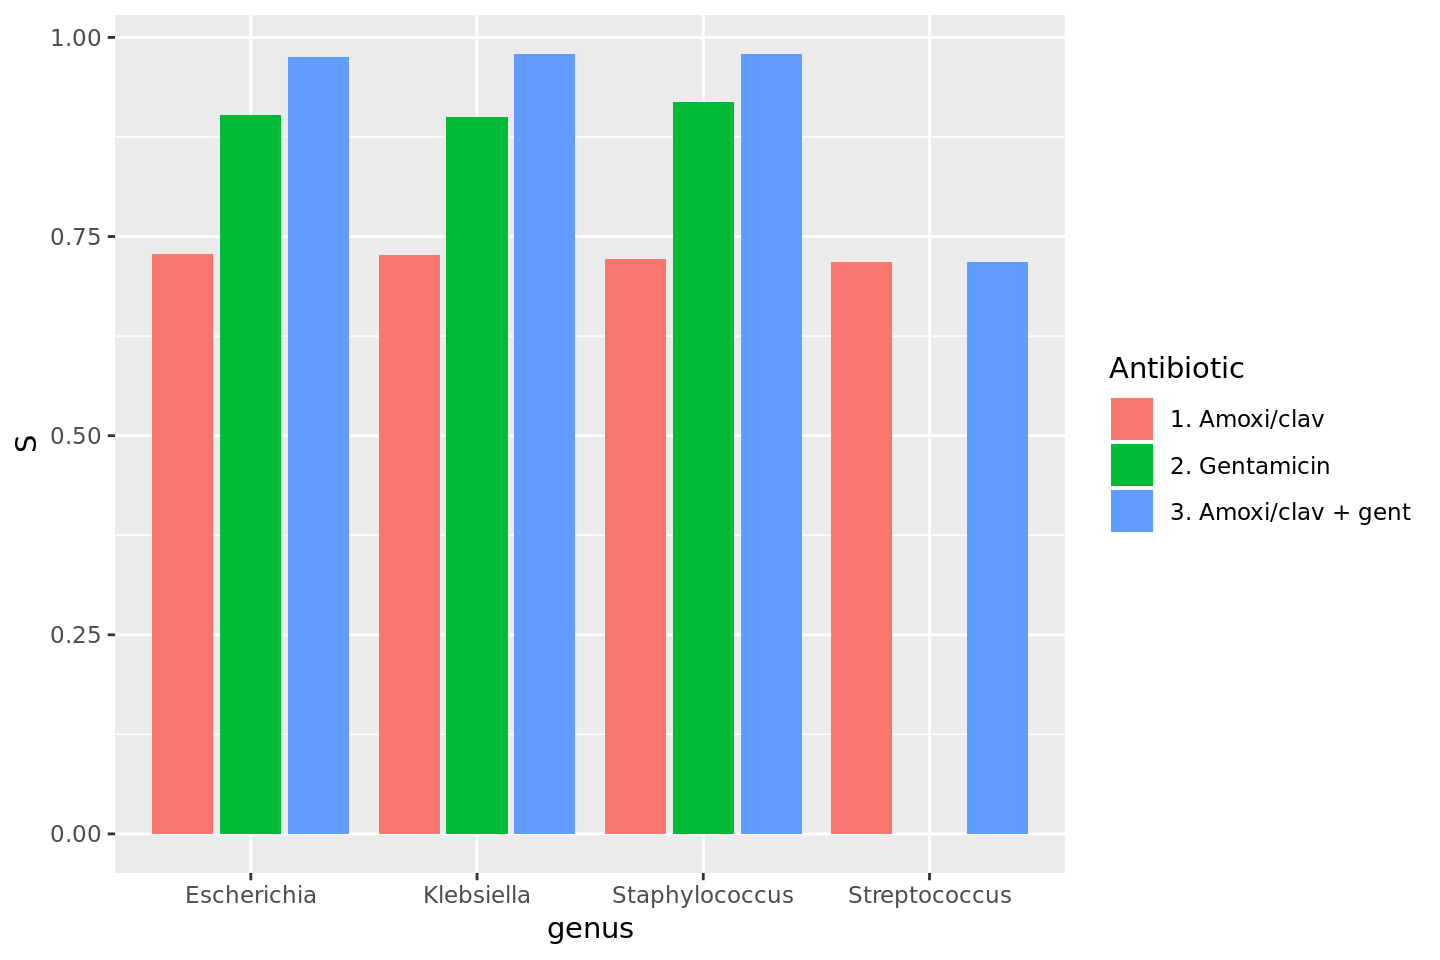 1.00
0.75
0.50
0.25
0.00
S
Escherichia
Klebsiella
Staphylococcus
Streptococcus
genus
Antibiotic
1. Amoxi/clav
2. Gentamicin
3. Amoxi/clav + gent